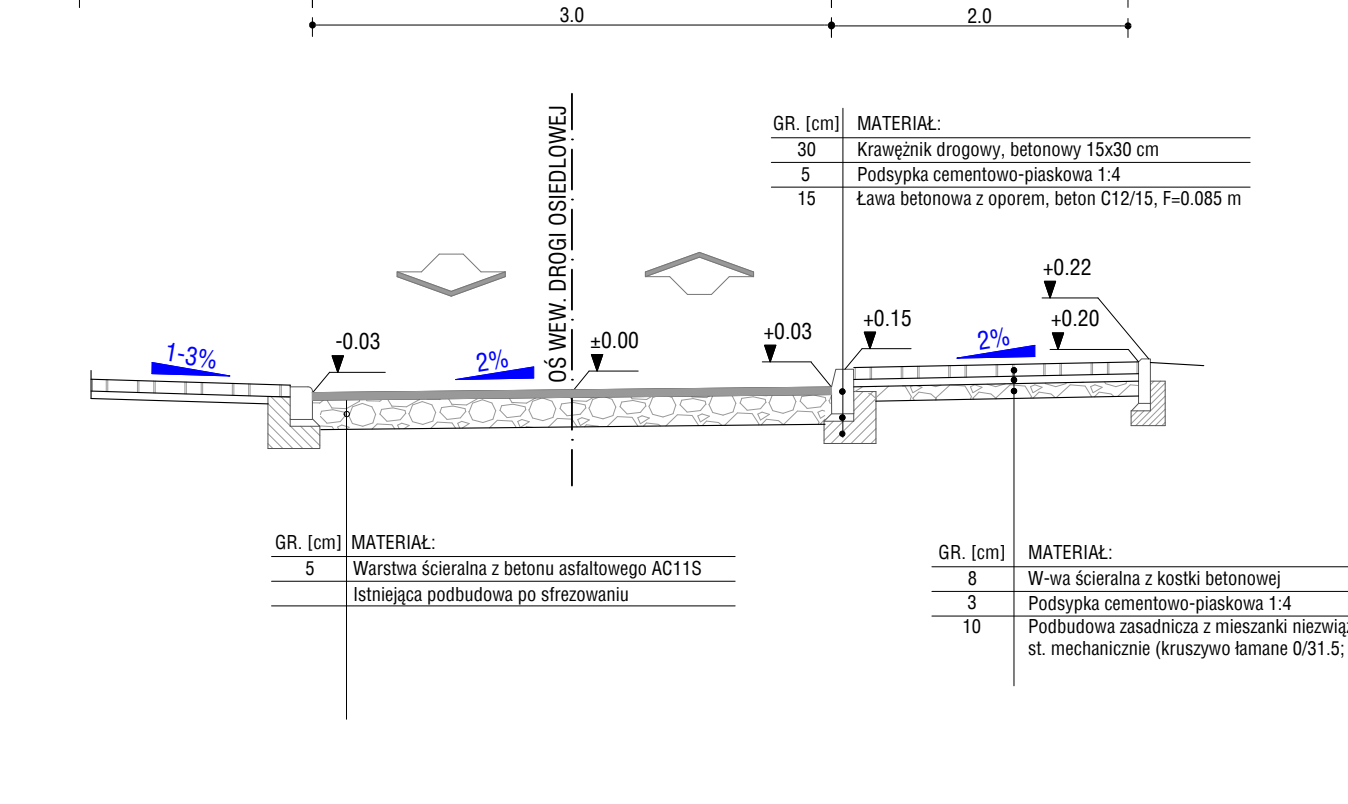 3.0
2.0
OŚ WEW. DROGI OSIEDLOWEJ
GR. [cm] MATERIAŁ:
30 Krawężnik drogowy, betonowy 15x30 cm
5 Podsypka cementowo-piaskowa 1:4
15 Ława betonowa z oporem, beton C12/15, F=0.085 m
+0.22
+0.15
+0.20
+0.03
±0.00
-0.03
1-3%
2%
2%
GR. [cm] MATERIAŁ:
5 Warstwa ścieralna z betonu asfaltowego AC11S
Istniejąca podbudowa po sfrezowaniu
GR. [cm] MATERIAŁ:
8 W-wa ścieralna z kostki betonowej
3 Podsypka cementowo-piaskowa 1:4
10 Podbudowa zasadnicza z mieszanki
st. mechanicznie (kruszywo łamane 0/31.5;